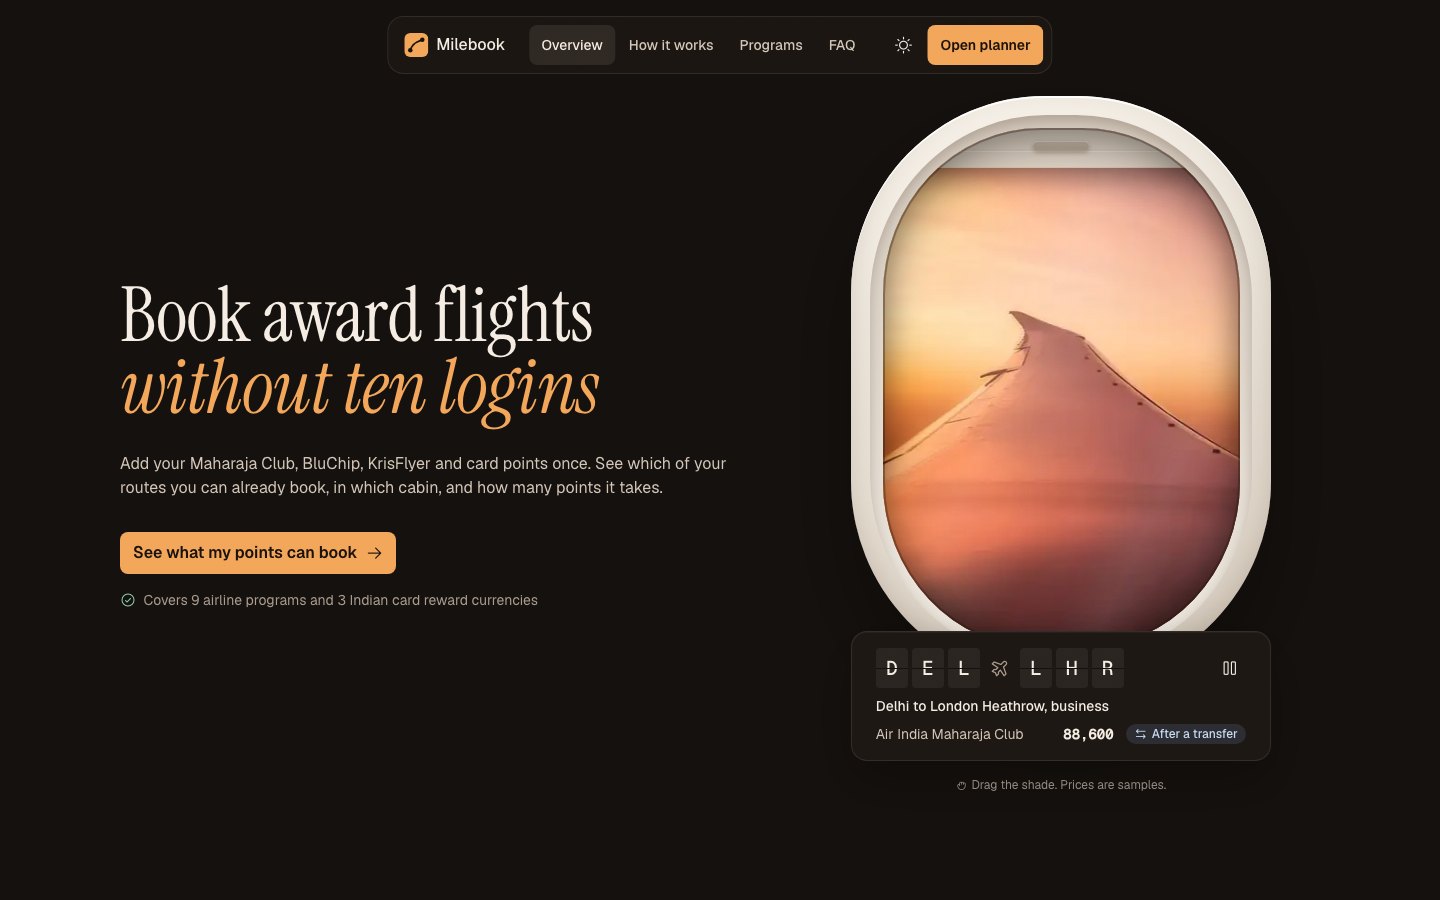 Milebook
Overview
How it works
Programs
FAQ
Open planner
Book award flights
without ten logins
Add your Maharaja Club, BluChip, KrisFlyer and card points once. See which of your
routes you can already book, in which cabin, and how many points it takes.
See what my points can book
Covers 9 airline programs and 3 Indian card reward currencies
DEL LHR
Delhi to London Heathrow, business
Air India Maharaja Club 88,600 After a transfer
Drag the shade. Prices are samples.